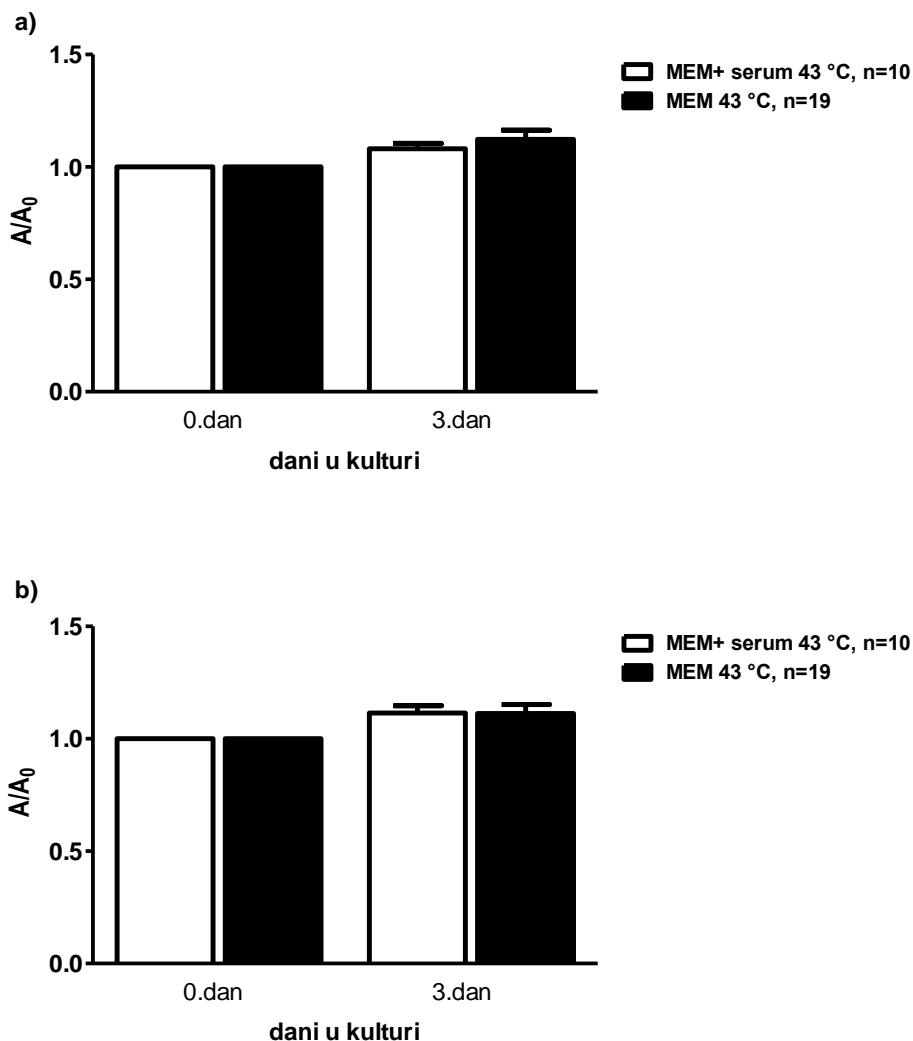 a)
1.5
1.0
0.5
0.0
A/A₀
0.dan
3.dan
dani u kulturi
MEM+ serum 43 °C, n=10
MEM 43 °C, n=19
b)
1.5
1.0
0.5
0.0
A/A₀
0.dan
3.dan
dani u kulturi
MEM+ serum 43 °C, n=10
MEM 43 °C, n=19